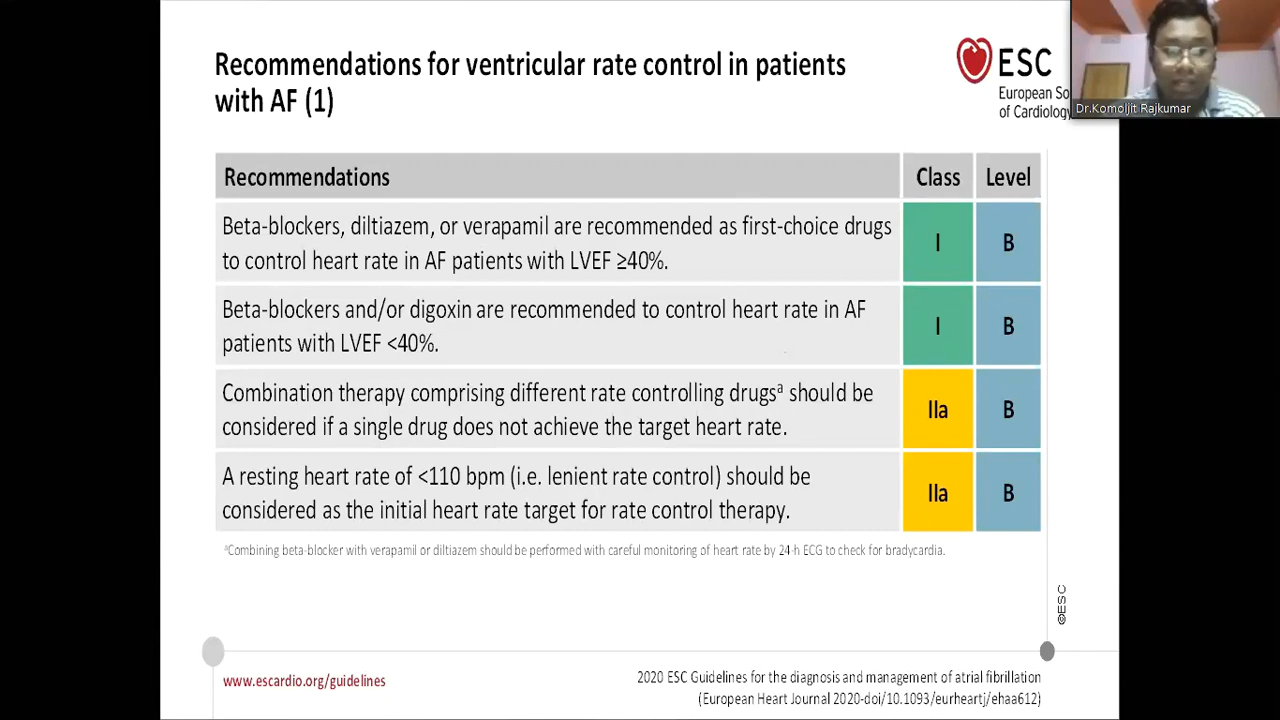 Recommendations for ventricular rate control in patients
with AF (1)
ESC
European So
of Cardiology
Dr.Komoljit Rajkumar
Recommendations Class Level
Beta-blockers, diltiazem, or verapamil are recommended as first-choice drugs
to control heart rate in AF patients with LVEF ≥40%.
I B
Beta-blockers and/or digoxin are recommended to control heart rate in AF
patients with LVEF <40%.
I B
Combination therapy comprising different rate controlling drugsᵃ should be
considered if a single drug does not achieve the target heart rate.
IIa B
A resting heart rate of <110 bpm (i.e. lenient rate control) should be
considered as the initial heart rate target for rate control therapy.
IIa B
ᵃCombining beta-blocker with verapamil or diltiazem should be performed with careful monitoring of heart rate by 24-h ECG to check for bradycardia.
©ESC
www.escardio.org/guidelines
2020 ESC Guidelines for the diagnosis and management of atrial fibrillation
(European Heart Journal 2020-doi/10.1093/eurheartj/ehaa612)